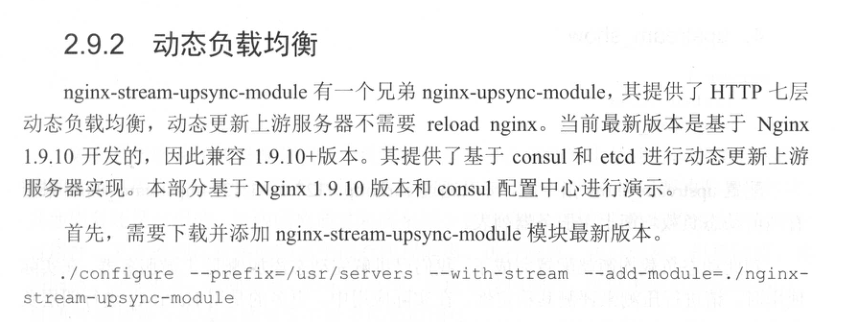 2.9.2 动态负载均衡
nginx-stream-upsync-module 有一个兄弟 nginx-upsync-module，其提供了 HTTP 七层
动态负载均衡，动态更新上游服务器不需要 reload nginx。当前最新版本是基于 Nginx
1.9.10 开发的，因此兼容 1.9.10+版本。其提供了基于 consul 和 etcd 进行动态更新上游
服务器实现。本部分基于 Nginx 1.9.10 版本和 consul 配置中心进行演示。
首先，需要下载并添加 nginx-stream-upsync-module 模块最新版本。
./configure --prefix=/usr/servers --with-stream --add-module=./nginx-
stream-upsync-module